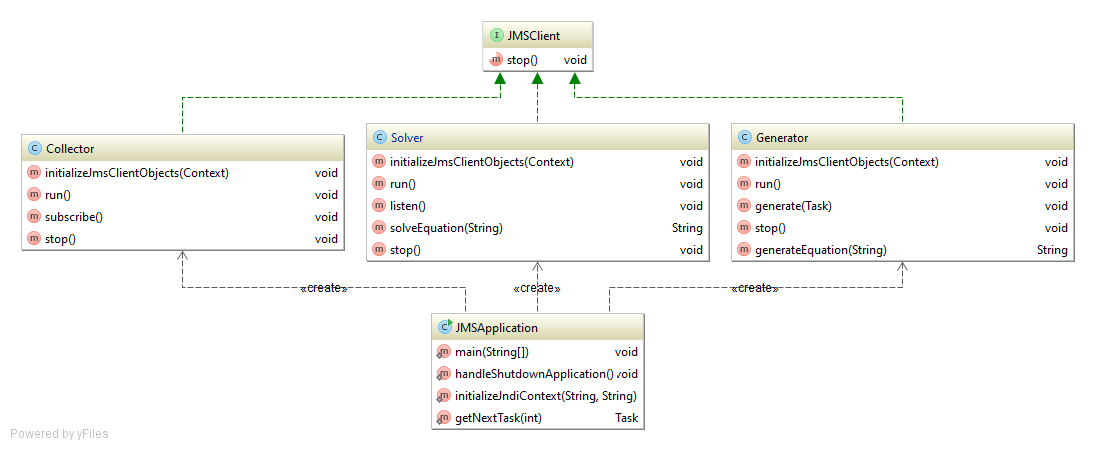 I JMSClient
m stop() void
C Collector
m initializeJmsClientObjects(Context) void
m run() void
m subscribe() void
m stop() void
C Solver
m initializeJmsClientObjects(Context) void
m run() void
m listen() void
m solveEquation(String) String
m stop() void
C Generator
m initializeJmsClientObjects(Context) void
m run() void
m generate(Task) void
m stop() void
m generateEquation(String) String
«create» «create» «create»
C JMSApplication
m main(String[]) void
m handleShutdownApplication() void
m initializeJndiContext(String, String)
m getNextTask(int) Task
Powered by yFiles